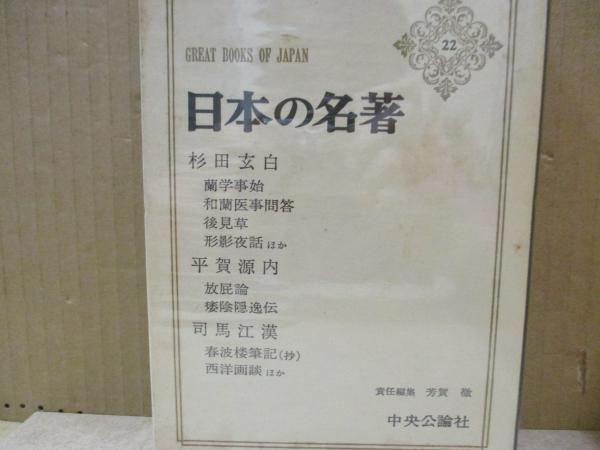 22
GREAT BOOKS OF JAPAN
日本の名著
杉田玄白
蘭学事始
和蘭医事問答
後見草
形影夜話 ほか
平賀源内
放屁論
痿陰隠逸伝
司馬江漢
春波楼筆記(抄)
西洋画談 ほか
責任編集 芳賀 徹
中央公論社